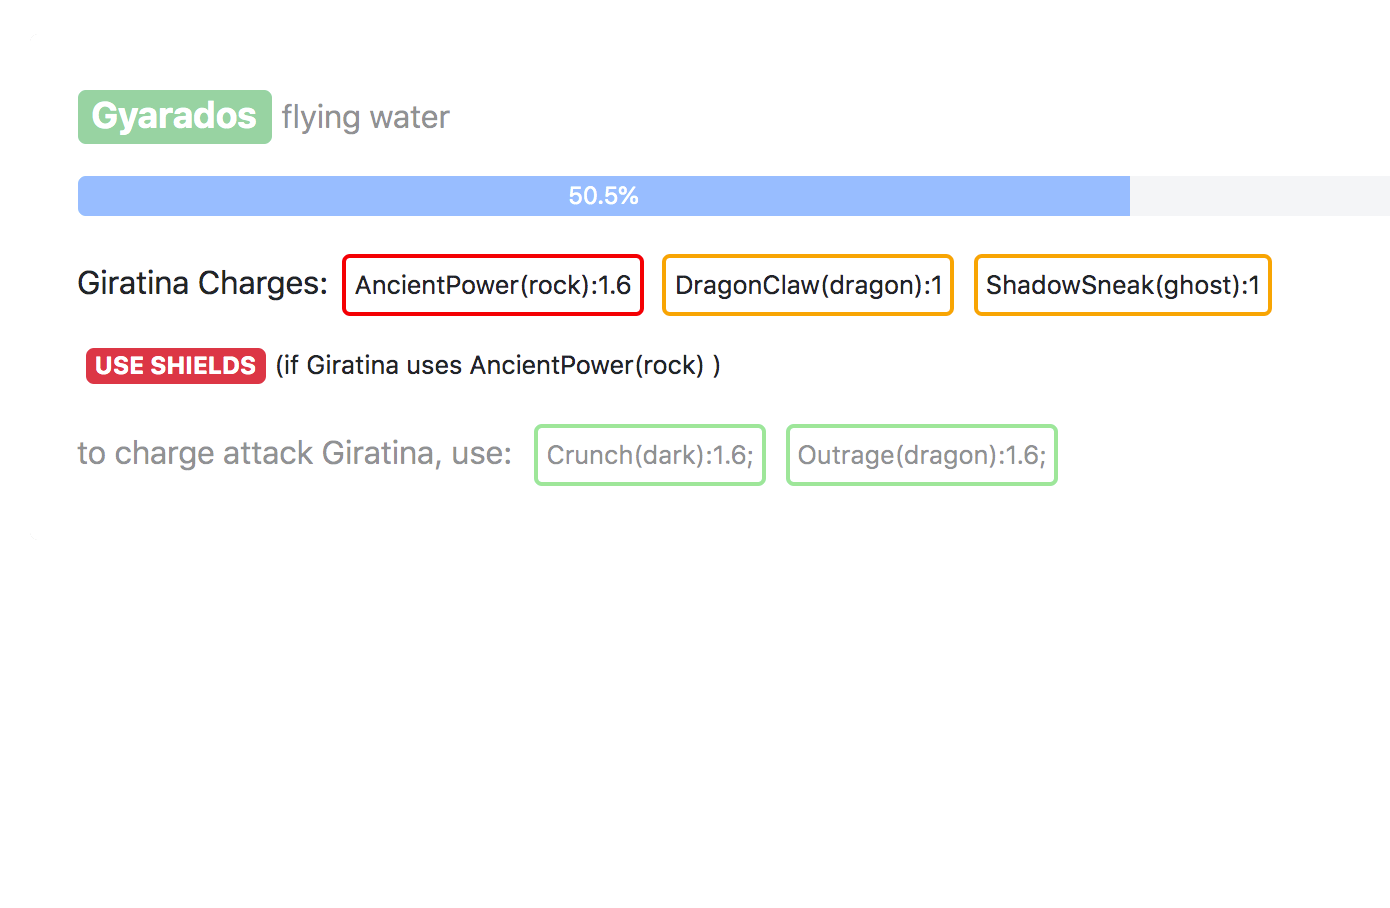 Gyarados flying water
50.5%
Giratina Charges: AncientPower(rock):1.6 DragonClaw(dragon):1 ShadowSneak(ghost):1
USE SHIELDS (if Giratina uses AncientPower(rock) )
to charge attack Giratina, use: Crunch(dark):1.6; Outrage(dragon):1.6;